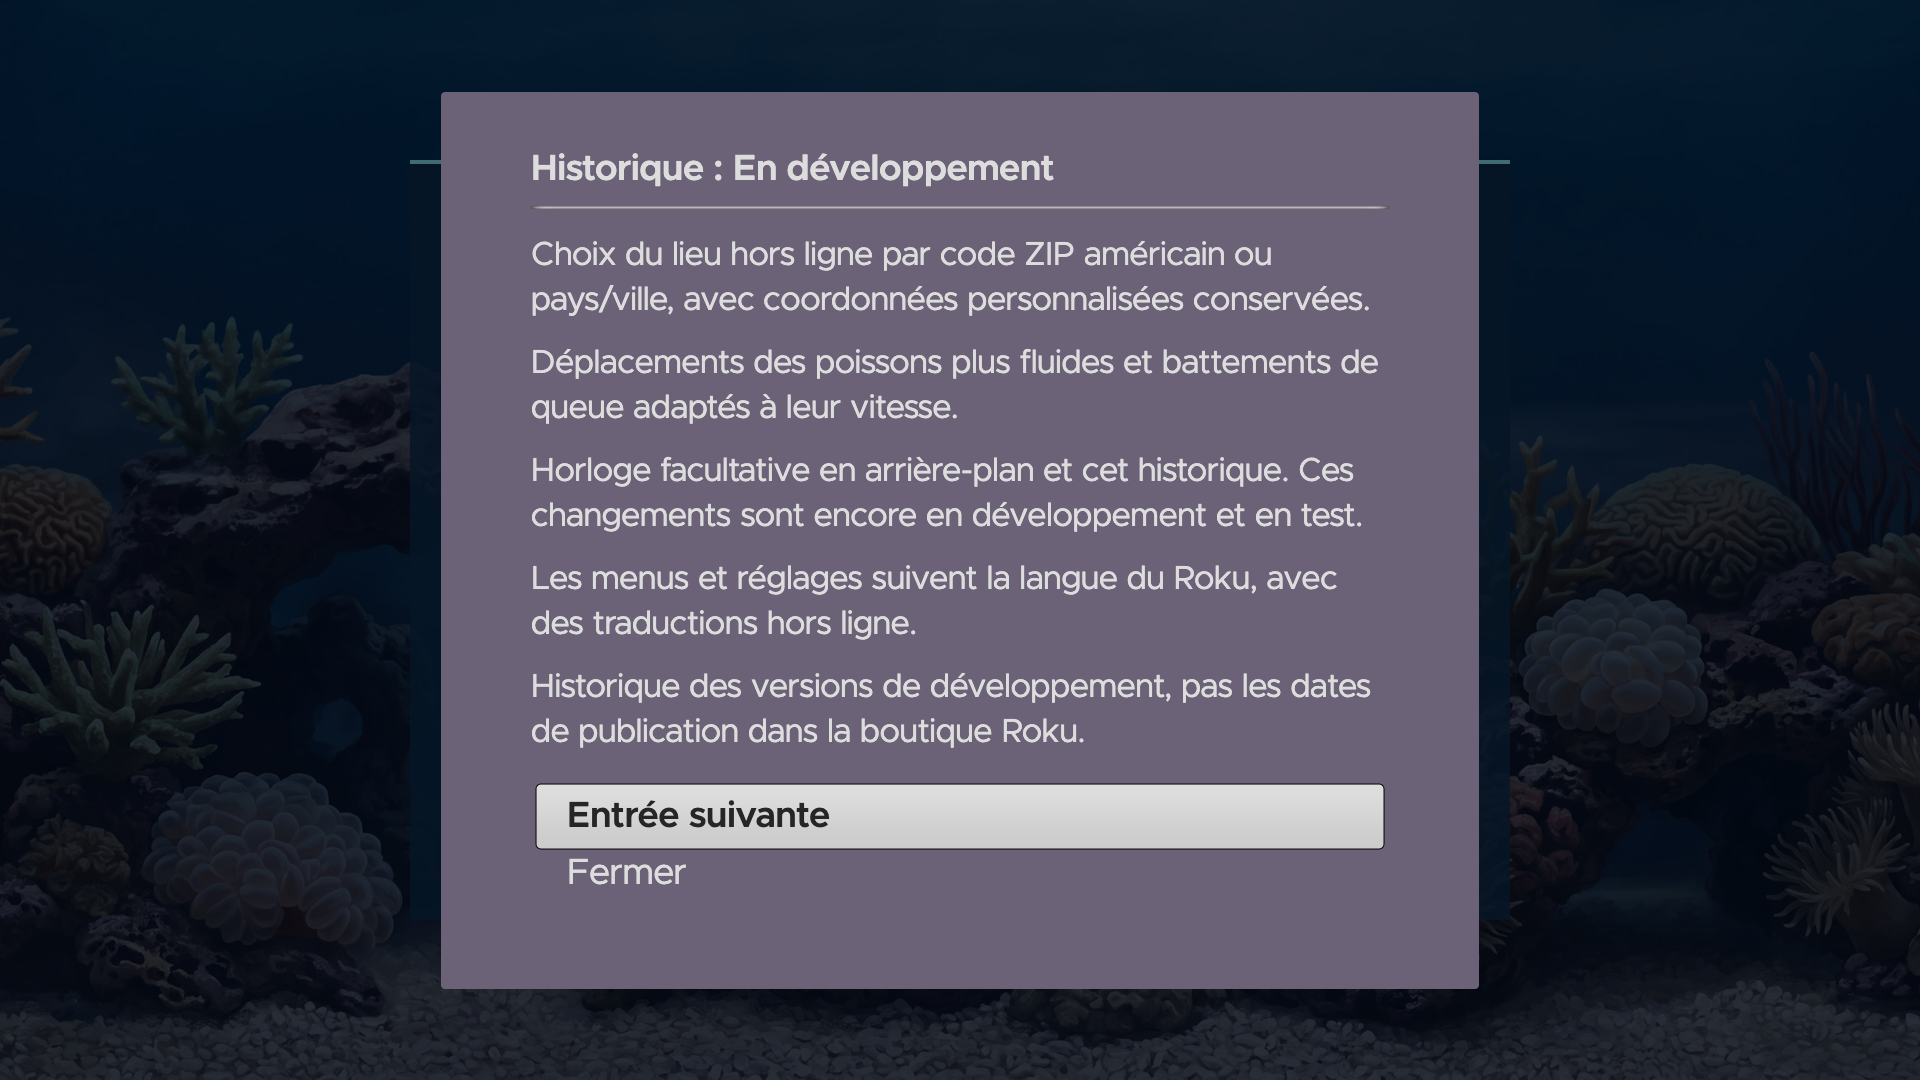 Historique : En développement
Choix du lieu hors ligne par code ZIP américain ou
pays/ville, avec coordonnées personnalisées conservées.
Déplacements des poissons plus fluides et battements de
queue adaptés à leur vitesse.
Horloge facultative en arrière-plan et cet historique. Ces
changements sont encore en développement et en test.
Les menus et réglages suivent la langue du Roku, avec
des traductions hors ligne.
Historique des versions de développement, pas les dates
de publication dans la boutique Roku.
Entrée suivante
Fermer